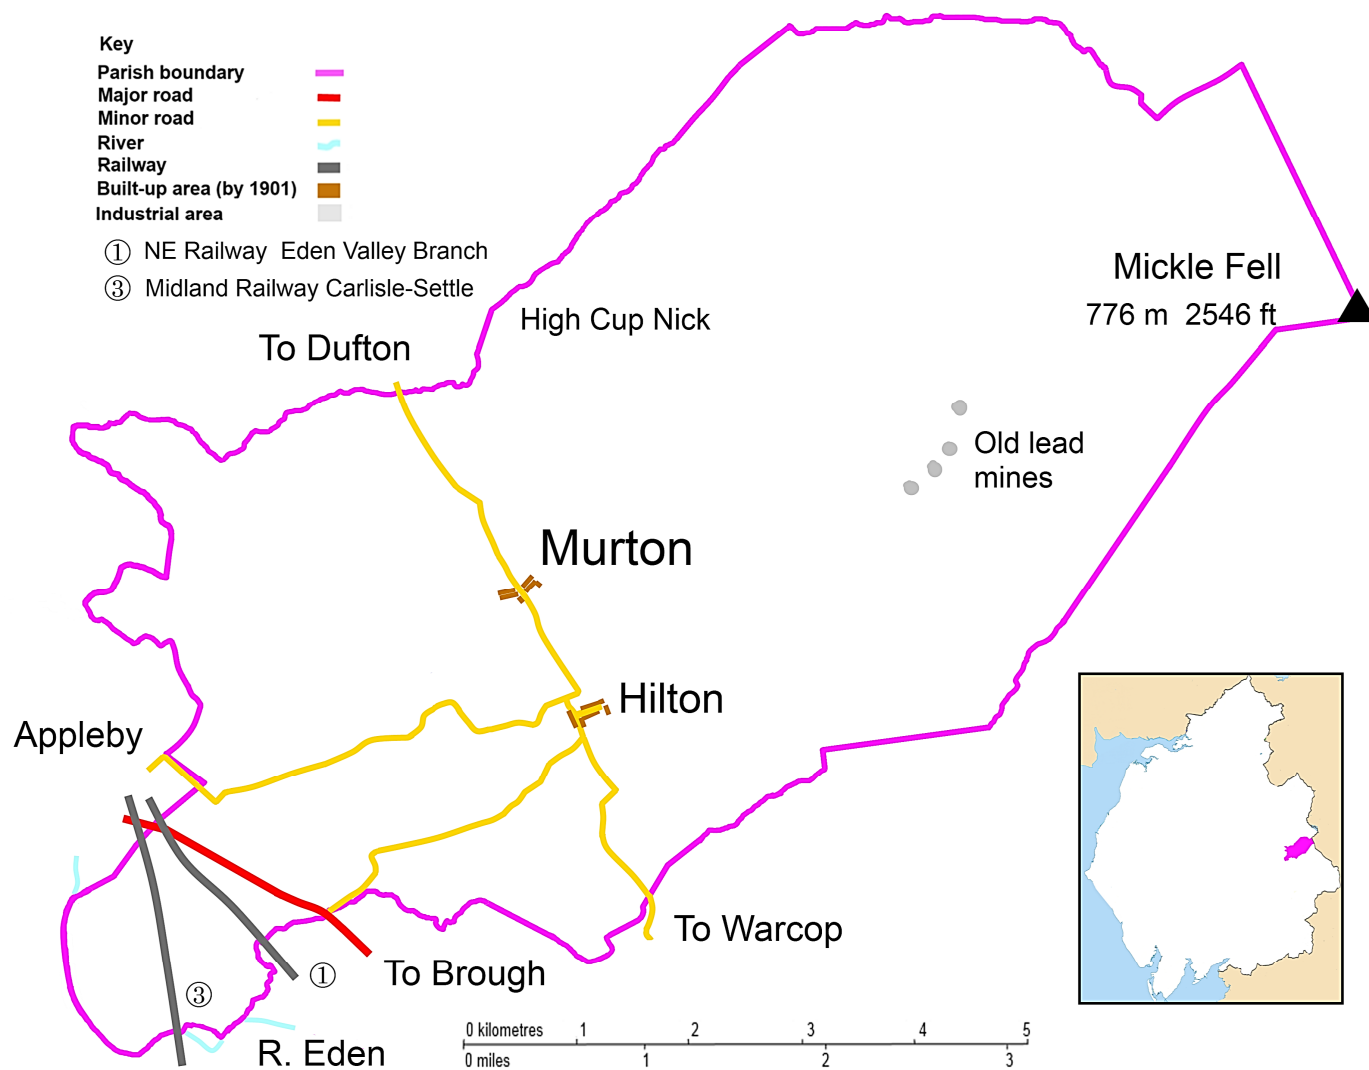 Key
Parish boundary
Major road
Minor road
River
Railway
Built-up area (by 1901)
Industrial area
① NE Railway Eden Valley Branch
③ Midland Railway Carlisle-Settle
Mickle Fell
776 m 2546 ft
High Cup Nick
To Dufton
Old lead
mines
Murton
Hilton
Appleby
To Warcop
To Brough
①
③
R. Eden
0 kilometres 1 2 3 4 5
0 miles 1 2 3